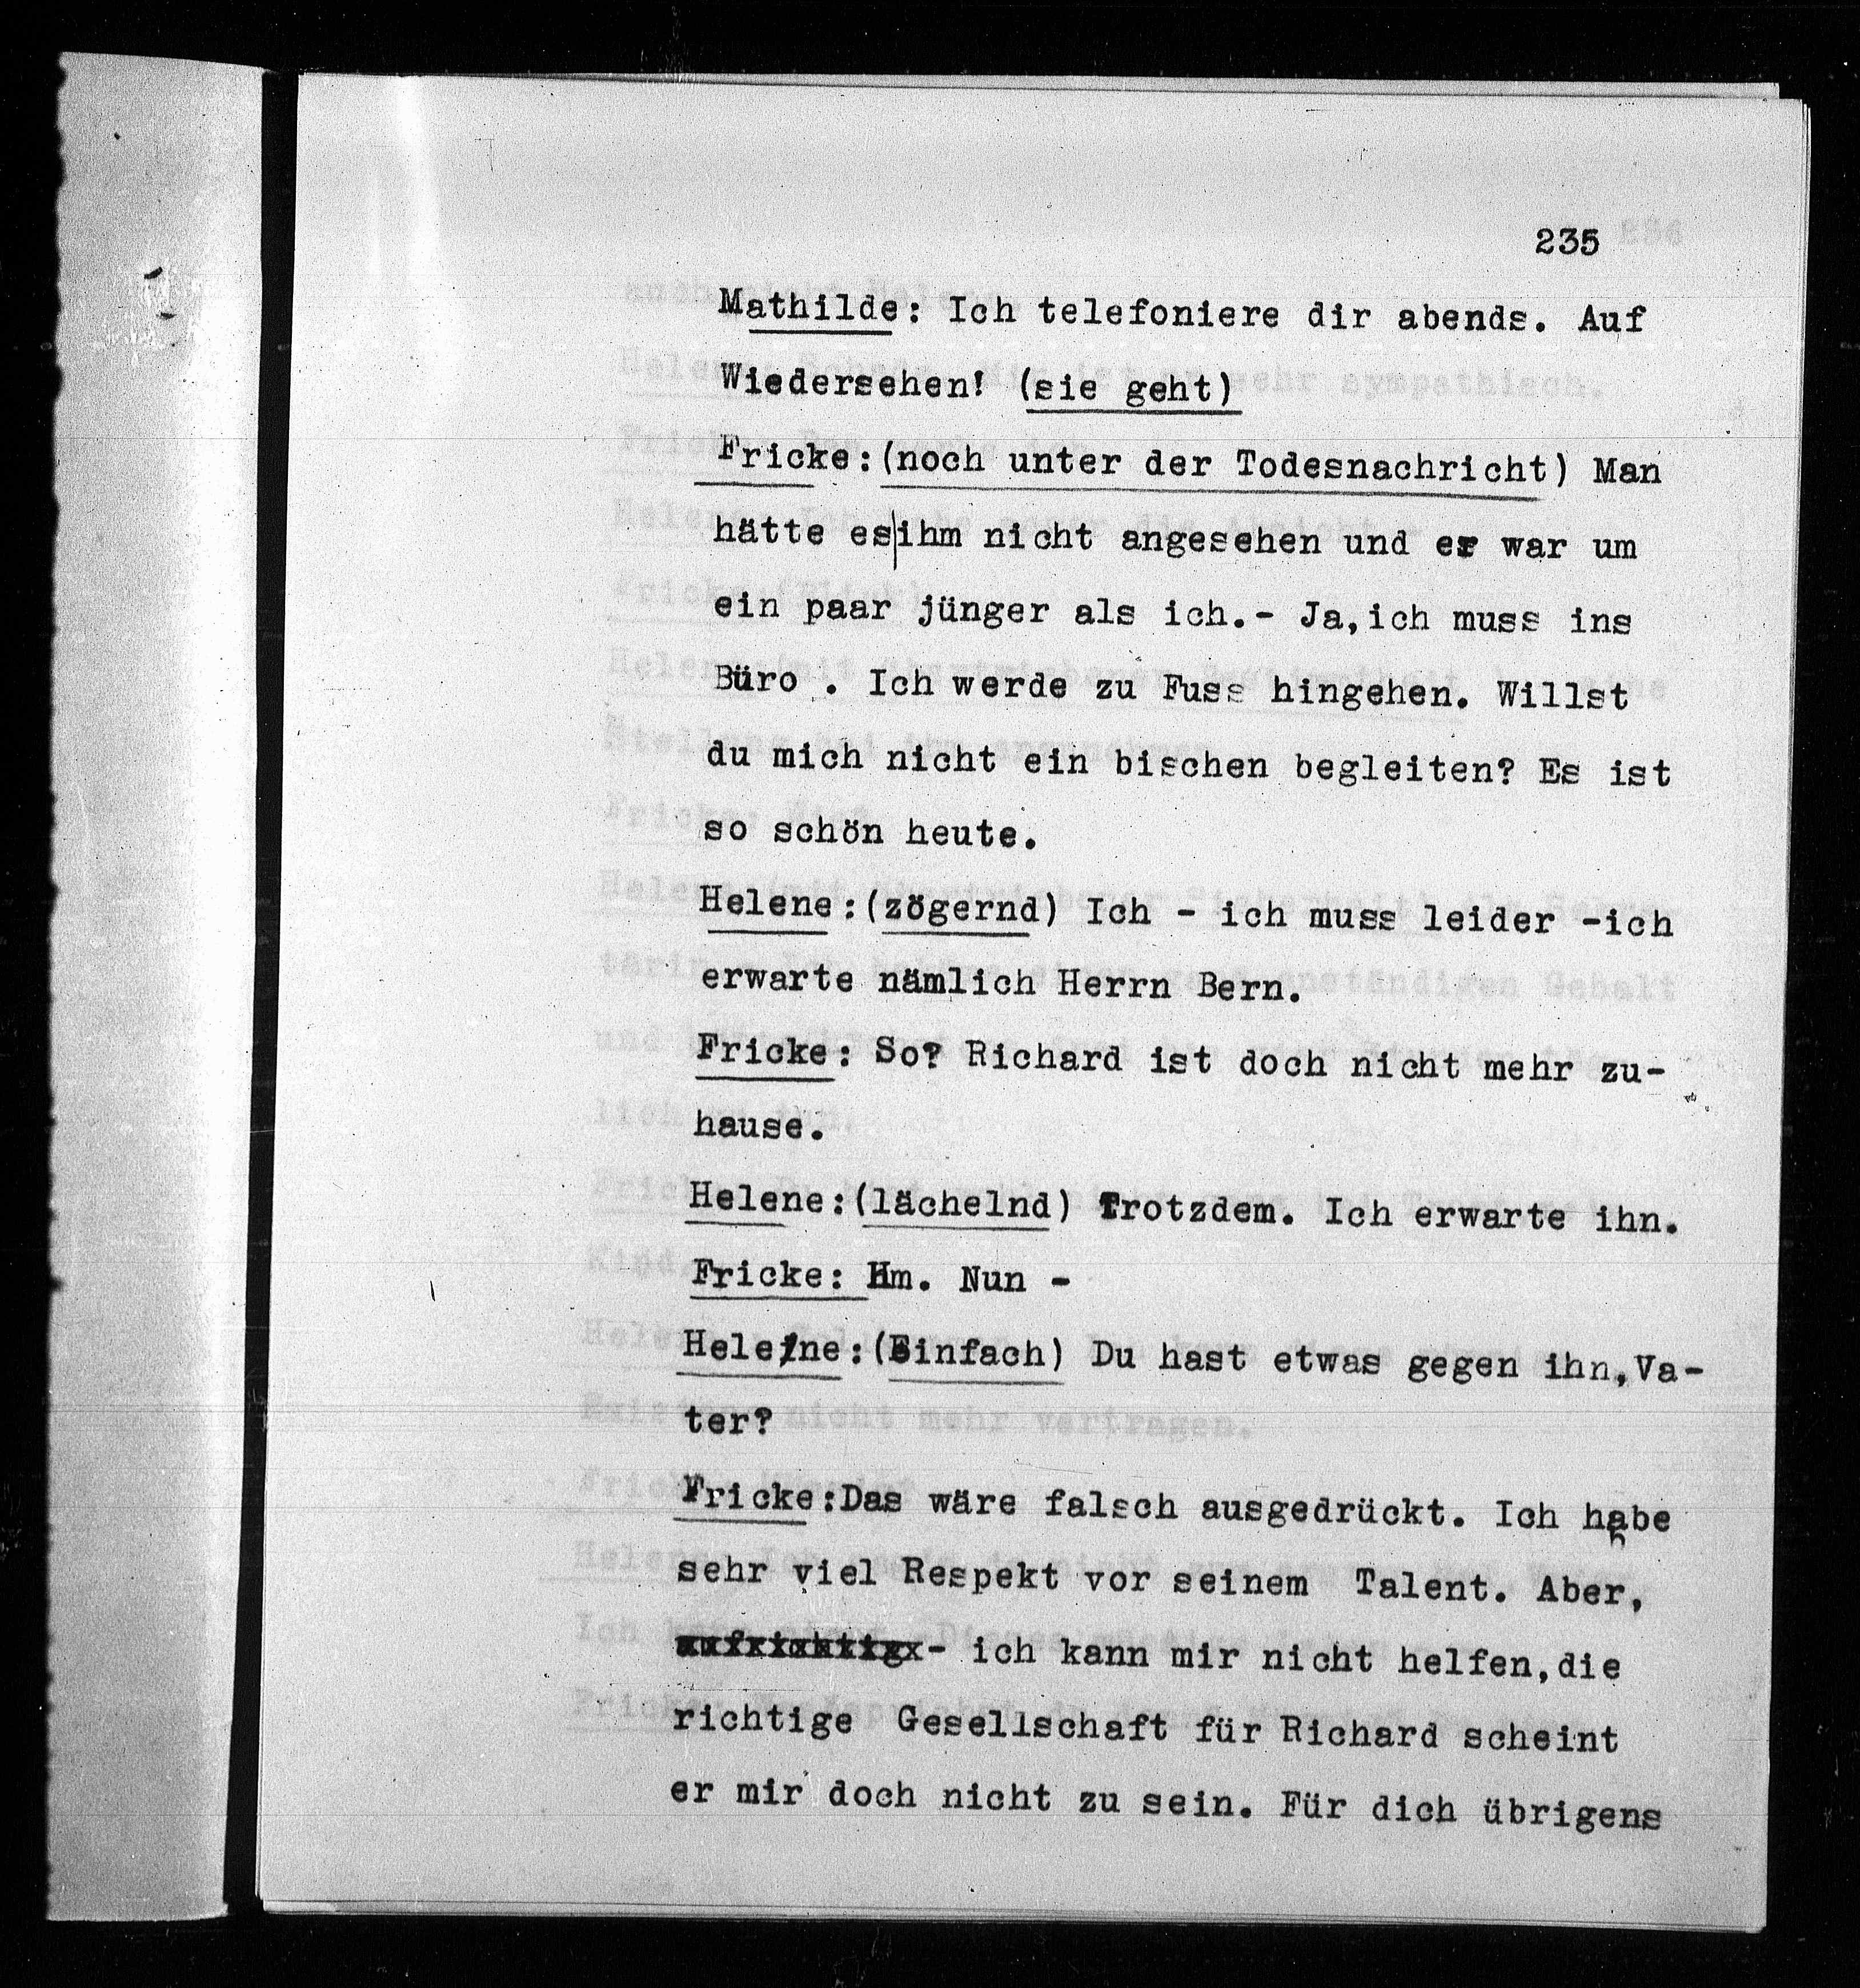 235
Mathilde: Ich telefoniere dir abends. Auf
Wiedersehen! (sie geht)
Fricke:(noch unter der Todesnachricht) Man
hätte es|ihm nicht angesehen und er war um
ein paar jünger als ich.- Ja,ich muss ins
Büro . Ich werde zu Fuss hingehen. Willst
du mich nicht ein bischen begleiten? Es ist
so schön heute.
Helene:(zögernd) Ich - ich muss leider -ich
erwarte nämlich Herrn Bern.
Fricke: So? Richard ist doch nicht mehr zu-
hause.
Helene:(lächelnd) Trotzdem. Ich erwarte ihn.
Fricke: Hm. Nun -
Helene:(Einfach) Du hast etwas gegen ihn,Va-
ter?
Fricke:Das wäre falsch ausgedrückt. Ich habe
sehr viel Respekt vor seinem Talent. Aber,
- ich kann mir nicht helfen,die
richtige Gesellschaft für Richard scheint
er mir doch nicht zu sein. Für dich übrigens